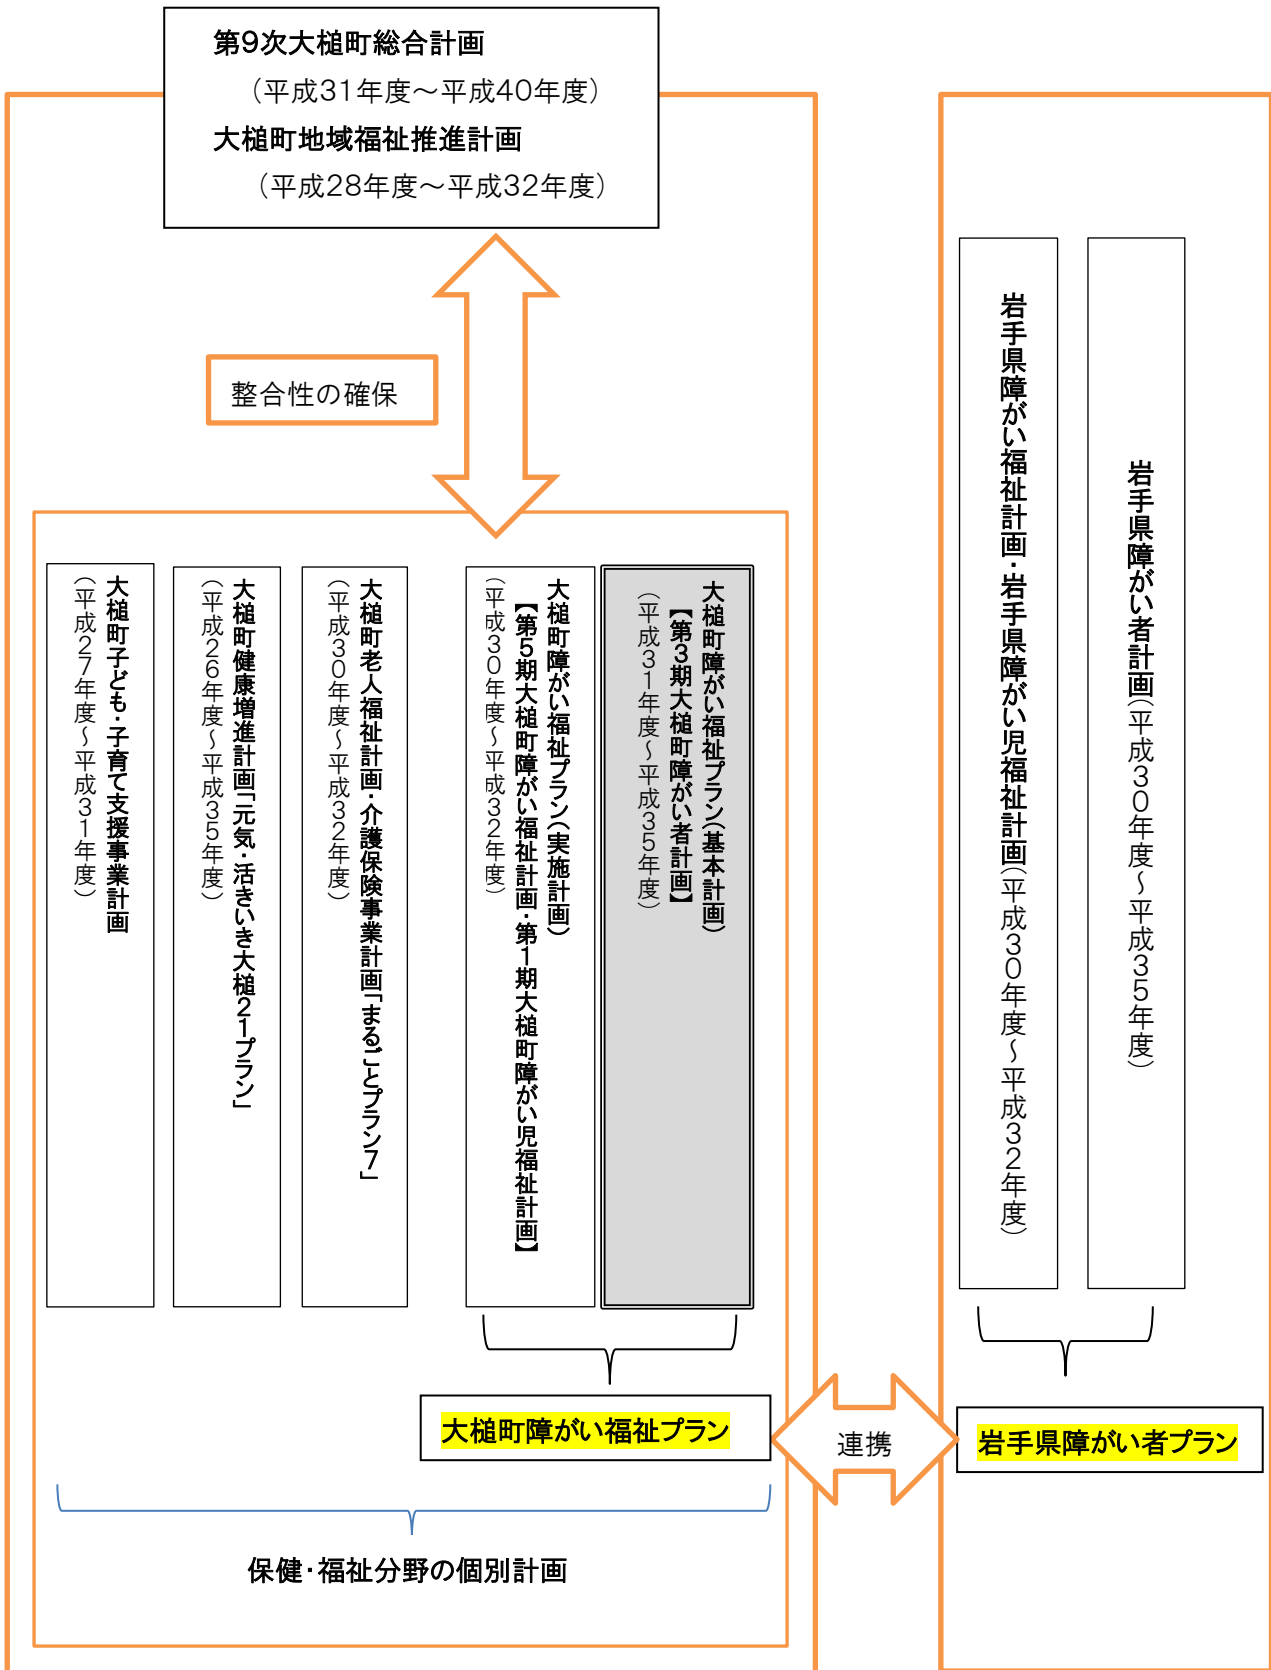 第9次大槌町総合計画
（平成31年度～平成40年度）
大槌町地域福祉推進計画
（平成28年度～平成32年度）
整合性の確保
大槌町障がい福祉プラン（基本計画）
【第3期大槌町障がい者計画】
（平成31年度～平成35年度）
大槌町障がい福祉プラン（実施計画）
【第5期大槌町障がい福祉計画・第1期大槌町障がい児福祉計画】
（平成30年度～平成32年度）
大槌町老人福祉計画・介護保険事業計画「まるごとプラン7」
（平成30年度～平成32年度）
大槌町健康増進計画「元気・活きいき大槌21プラン」
（平成26年度～平成35年度）
大槌町子ども・子育て支援事業計画
（平成27年度～平成31年度）
大槌町障がい福祉プラン
保健・福祉分野の個別計画
連携
岩手県障がい者計画（平成30年度～平成35年度）
岩手県障がい福祉計画・岩手県障がい児福祉計画（平成30年度～平成32年度）
岩手県障がい者プラン